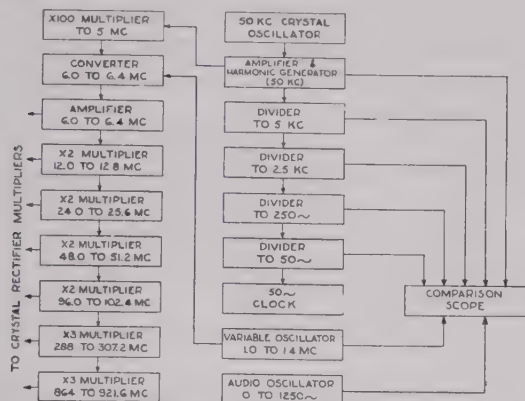 X100 MULTIPLIER
TO 5 MC
CONVERTER
6.0 TO 6.4 MC
AMPLIFIER
6.0 TO 6.4 MC
X2 MULTIPLIER
12.0 TO 12.8 MC
X2 MULTIPLIER
24.0 TO 25.6 MC
X2 MULTIPLIER
48.0 TO 51.2 MC
X2 MULTIPLIER
96.0 TO 102.4 MC
X3 MULTIPLIER
288 TO 307.2 MC
X3 MULTIPLIER
864 TO 921.6 MC
TO CRYSTAL RECTIFIER MULTIPLIERS
50 KC CRYSTAL
OSCILLATOR
AMPLIFIER &
HARMONIC GENERATOR
(50 KC)
DIVIDER
TO 5 KC
DIVIDER
TO 2.5 KC
DIVIDER
TO 250~
DIVIDER
TO 50~
50~
CLOCK
VARIABLE OSCILLATOR
1.0 TO 1.4 MC
AUDIO OSCILLATOR
0 TO 1250~
COMPARISON
SCOPE